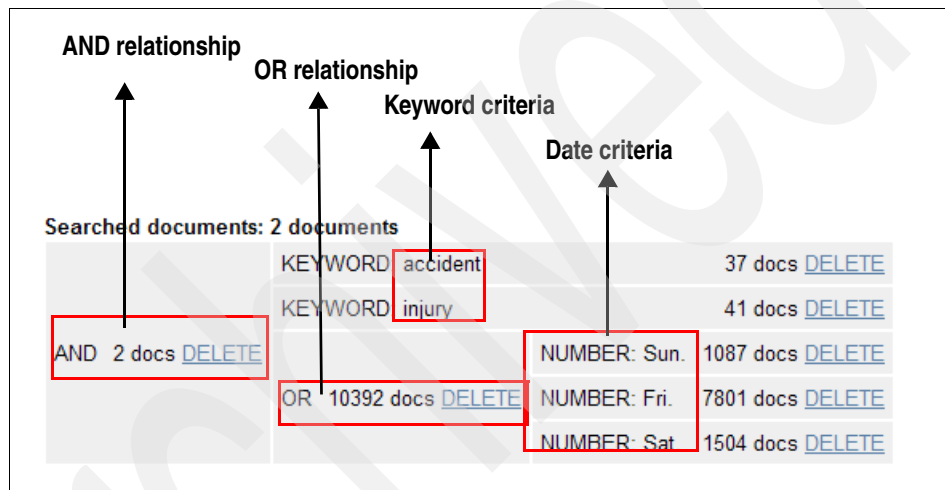 AND relationship
OR relationship
Keyword criteria
Date criteria
Searched documents: 2 documents
KEYWORD accident 37 docs DELETE
KEYWORD injury 41 docs DELETE
AND 2 docs DELETE
NUMBER: Sun. 1087 docs DELETE
OR 10392 docs DELETE
NUMBER: Fri. 7801 docs DELETE
NUMBER: Sat 1504 docs DELETE